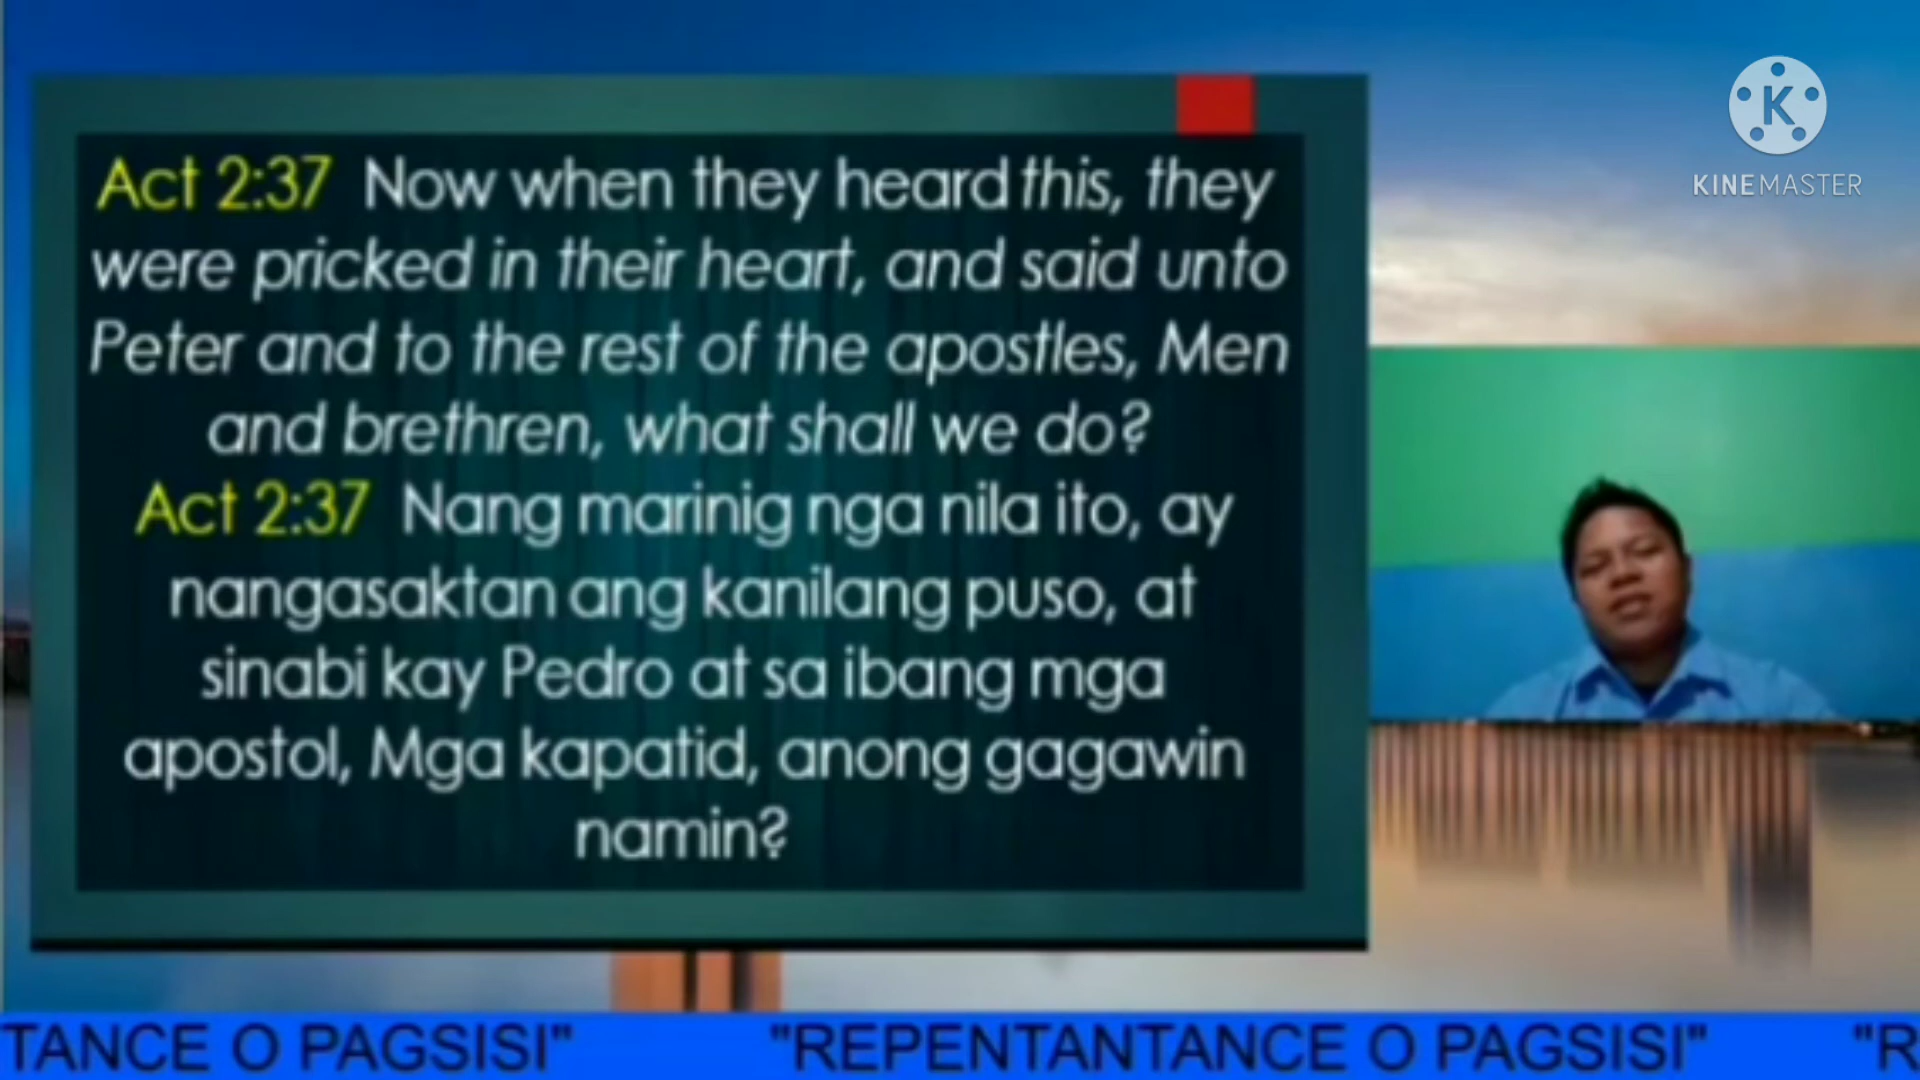 Act 2:37 Now when they heard this, they
were pricked in their heart, and said unto
Peter and to the rest of the apostles, Men
and brethren, what shall we do?
Act 2:37 Nang marinig nga nila ito, ay
nangasaktan ang kanilang puso, at
sinabi kay Pedro at sa ibang mga
apostol, Mga kapatid, anong gagawin
namin?
K
KINEMASTER
TANCE O PAGSISI" "REPENTANTANCE O PAGSISI" "R